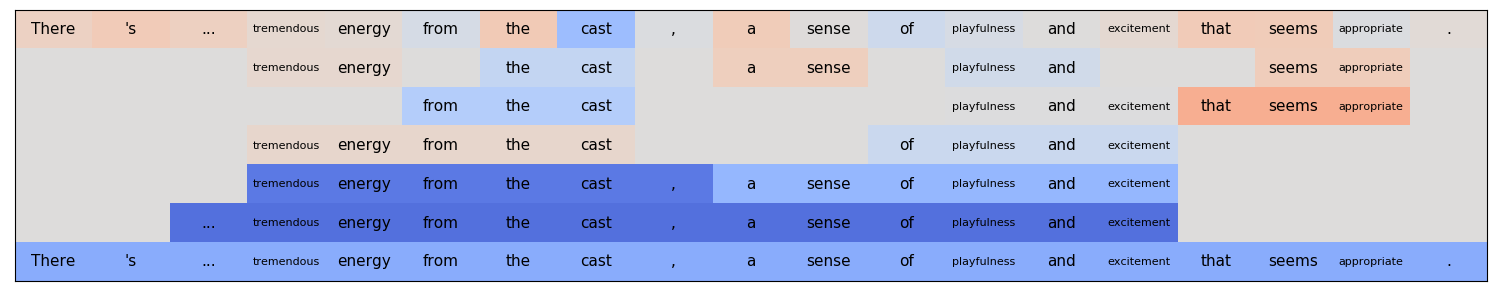 There 's ... tremendous energy from the cast , a sense of playfulness and excitement that seems appropriate .
tremendous energy the cast a sense playfulness and seems appropriate
from the cast playfulness and excitement that seems appropriate
tremendous energy from the cast of playfulness and excitement
tremendous energy from the cast , a sense of playfulness and excitement
... tremendous energy from the cast , a sense of playfulness and excitement
There 's ... tremendous energy from the cast , a sense of playfulness and excitement that seems appropriate .